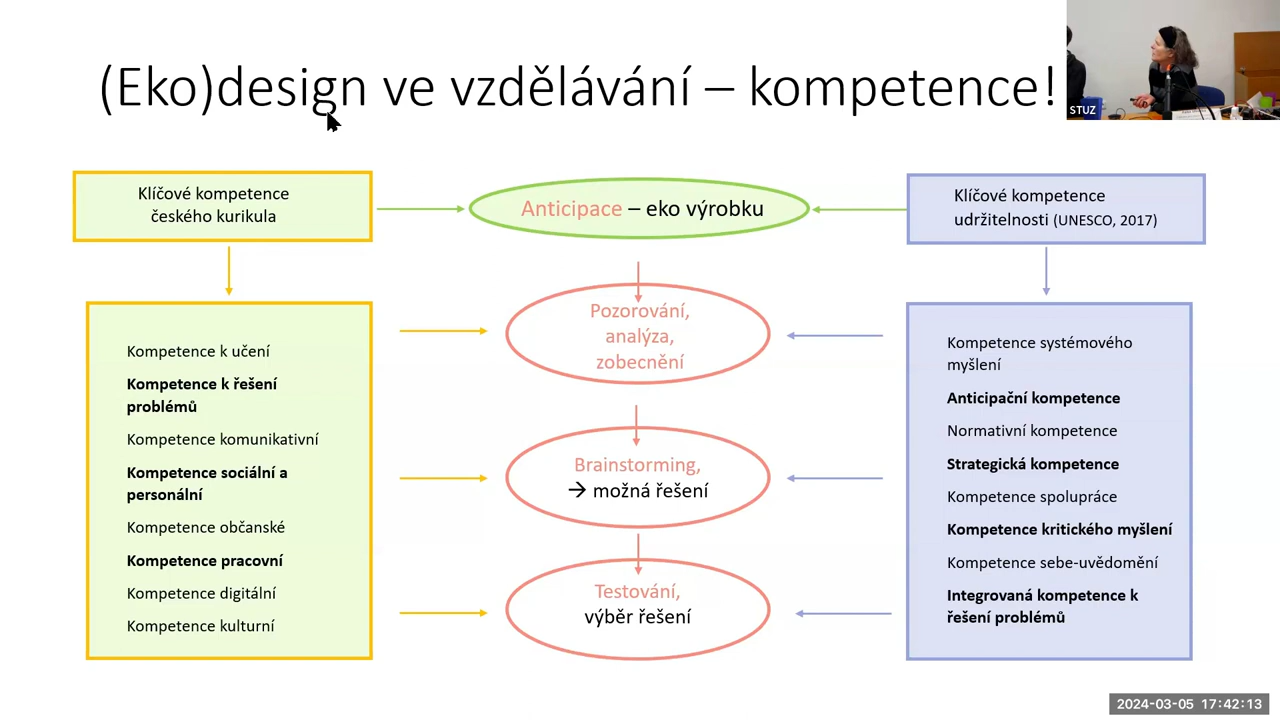 (Eko)design ve vzdělávání – kompetence!
STUZ
Klíčové kompetence
českého kurikula
Anticipace – eko výrobku
Klíčové kompetence
udržitelnosti (UNESCO, 2017)
Kompetence k učení
Kompetence k řešení
problémů
Kompetence komunikativní
Kompetence sociální a
personální
Kompetence občanské
Kompetence pracovní
Kompetence digitální
Kompetence kulturní
Pozorování,
analýza,
zobecnění
Brainstorming,
→ možná řešení
Testování,
výběr řešení
Kompetence systémového
myšlení
Anticipační kompetence
Normativní kompetence
Strategická kompetence
Kompetence spolupráce
Kompetence kritického myšlení
Kompetence sebe-uvědomění
Integrovaná kompetence k
řešení problémů
2024-03-05 17:42:13